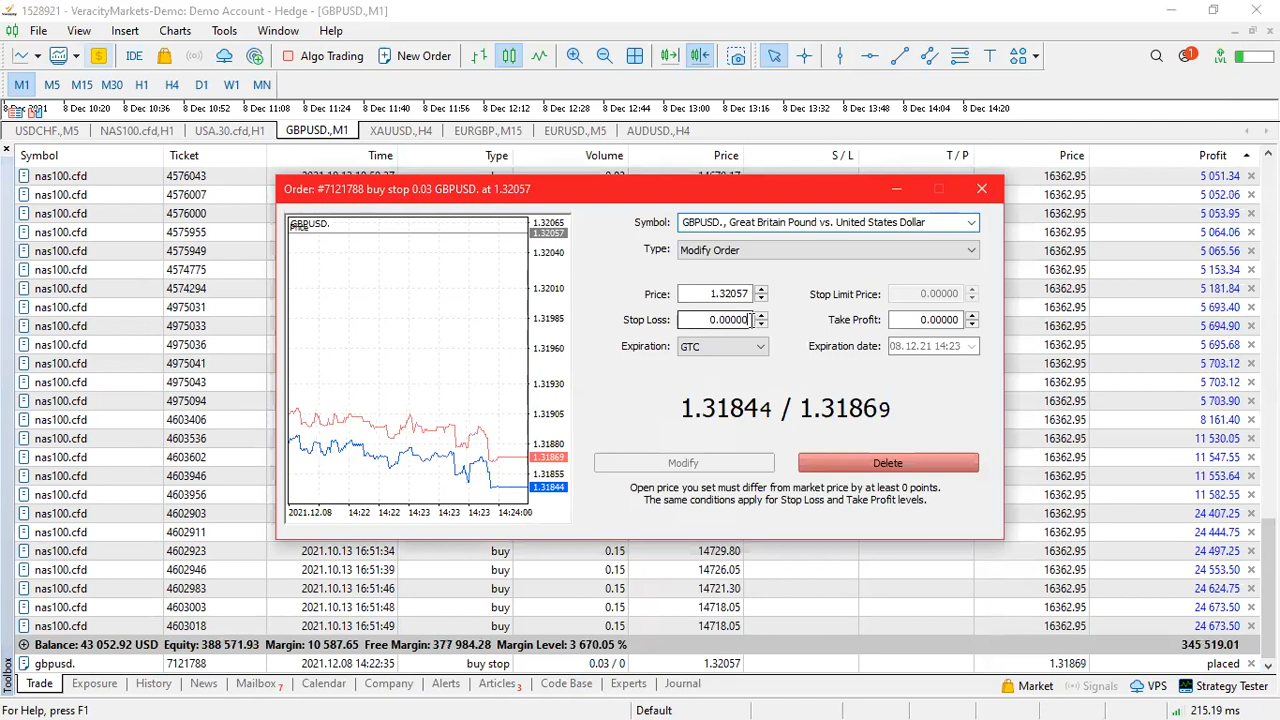 1528921 - VeracityMarkets-Demo: Demo Account - Hedge - [GBPUSD.,M1]
File View Insert Charts Tools Window Help
IDE Algo Trading New Order 1 LVL
M1 M5 M15 M30 H1 H4 D1 W1 MN
8 Dec 10:20 8 Dec 10:36 8 Dec 10:52 8 Dec 11:08 8 Dec 11:24 8 Dec 11:40 8 Dec 11:56 8 Dec 12:12 8 Dec 12:28 8 Dec 12:44 8 Dec 13:00 8 Dec 13:16 8 Dec 13:32 8 Dec 13:48 8 Dec 14:04 8 Dec 14:20
USDCHF.,M5 NAS100.cfd,H1 USA.30.cfd,H1 GBPUSD.,M1 XAUUSD.,H4 EURGBP.,M15 EURUSD.,M5 AUDUSD.,H4
Symbol Ticket Time Type Volume Price S / L T / P Price Profit
nas100.cfd 4576043 16362.95 5 051.34
nas100.cfd 4576007 16362.95 5 052.06
nas100.cfd 4576000 16362.95 5 053.95
nas100.cfd 4575955 16362.95 5 064.06
nas100.cfd 4575934 16362.95 5 065.56
nas100.cfd 4574775 16362.95 5 153.34
nas100.cfd 4574294 16362.95 5 181.84
nas100.cfd 4975031 16362.95 5 693.40
nas100.cfd 4975033 16362.95 5 694.90
nas100.cfd 4975036 16362.95 5 695.68
nas100.cfd 4975041 16362.95 5 703.12
nas100.cfd 4975043 16362.95 5 703.12
nas100.cfd 4975094 16362.95 5 703.90
nas100.cfd 4603406 16362.95 8 161.40
nas100.cfd 4603536 16362.95 11 530.05
nas100.cfd 4603602 16362.95 11 547.55
nas100.cfd 4603946 16362.95 11 553.64
nas100.cfd 4603956 16362.95 11 582.55
nas100.cfd 4602903 16362.95 24 407.25
nas100.cfd 4602911 16362.95 24 444.75
nas100.cfd 4602923 2021.10.13 16:51:34 buy 0.15 14729.80 16362.95 24 497.25
nas100.cfd 4602946 2021.10.13 16:51:39 buy 0.15 14726.05 16362.95 24 553.50
nas100.cfd 4602983 2021.10.13 16:51:46 buy 0.15 14721.30 16362.95 24 624.75
nas100.cfd 4603003 2021.10.13 16:51:48 buy 0.15 14718.05 16362.95 24 673.50
nas100.cfd 4603018 2021.10.13 16:51:49 buy 0.15 14718.05 16362.95 24 673.50
Balance: 43 052.92 USD Equity: 388 571.93 Margin: 10 587.65 Free Margin: 377 984.28 Margin Level: 3 670.05 % 345 519.01
gbpusd. 7121788 2021.12.08 14:22:35 buy stop 0.03 / 0 1.32057 1.31869 placed
Order: #7121788 buy stop 0.03 GBPUSD. at 1.32057
GBPUSD.
1.32065
1.32057
1.32040
1.32010
1.31985
1.31960
1.31930
1.31905
1.31880
1.31869
1.31855
1.31844
2021.12.08 14:22 14:22 14:23 14:23 14:23 14:24:00
Symbol: GBPUSD., Great Britain Pound vs. United States Dollar
Type: Modify Order
Price: 1.32057 Stop Limit Price: 0.00000
Stop Loss: 0.00000 Take Profit: 0.00000
Expiration: GTC Expiration date: 08.12.21 14:23
1.31844 / 1.31869
Modify Delete
Open price you set must differ from market price by at least 0 points.
The same conditions apply for Stop Loss and Take Profit levels.
Toolbox
Trade Exposure History News Mailbox 7 Calendar Company Alerts Articles 3 Code Base Experts Journal Market Signals VPS Strategy Tester
For Help, press F1 Default 215.19 ms